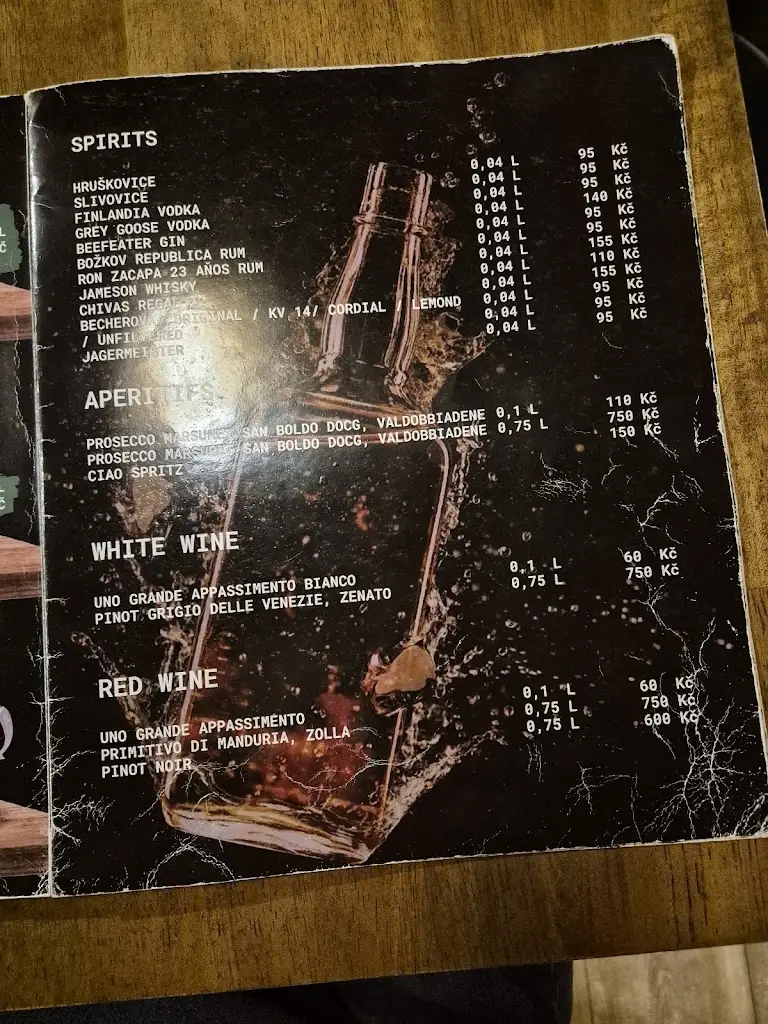 SPIRITS
HRUŠKOVICE 0,04 L 95 Kč
SLIVOVICE 0,04 L 95 Kč
FINLANDIA VODKA 0,04 L 95 Kč
GREY GOOSE VODKA 0,04 L 140 Kč
BEEFEATER GIN 0,04 L 95 Kč
BOŽKOV REPUBLICA RUM 0,04 L 95 Kč
RON ZACAPA 23 AÑOS RUM 0,04 L 155 Kč
JAMESON WHISKY 0,04 L 110 Kč
CHIVAS REGAL 0,04 L 155 Kč
BECHEROVKA ORIGINAL / KV 14/ CORDIAL / LEMOND 0,04 L 95 Kč
/ UNFILTERED 0,04 L 95 Kč
JAGERMEISTER 0,04 L 95 Kč
APERITIFS
PROSECCO MARSURET SAN BOLDO DOCG, VALDOBBIADENE 0,1 L 110 Kč
PROSECCO MARSURET SAN BOLDO DOCG, VALDOBBIADENE 0,75 L 750 Kč
CIAO SPRITZ 150 Kč
WHITE WINE
UNO GRANDE APPASSIMENTO BIANCO 0,1 L 60 Kč
PINOT GRIGIO DELLE VENEZIE, ZENATO 0,75 L 750 Kč
RED WINE
UNO GRANDE APPASSIMENTO 0,1 L 60 Kč
PRIMITIVO DI MANDURIA, ZOLLA 0,75 L 750 Kč
PINOT NOIR 0,75 L 600 Kč